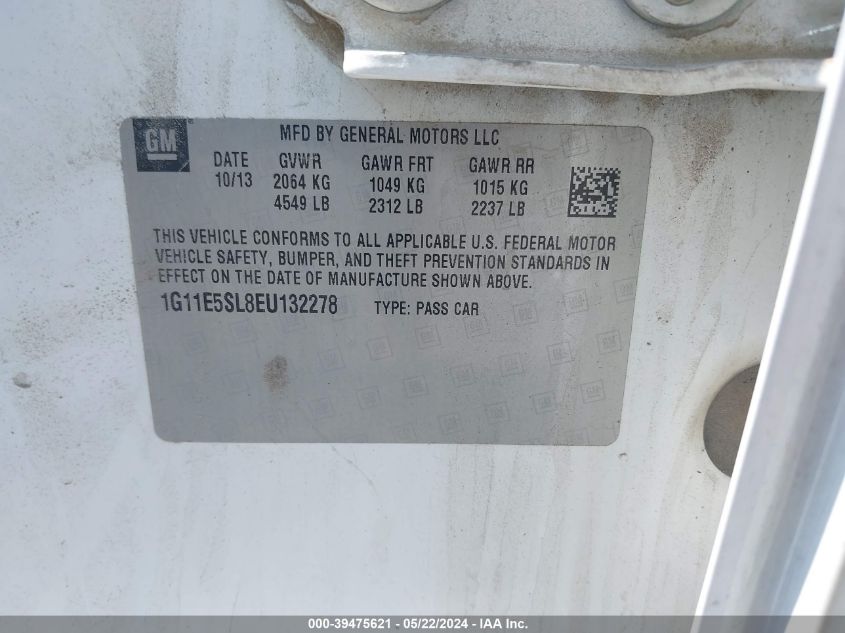 GM
MFD BY GENERAL MOTORS LLC
DATE GVWR GAWR FRT GAWR RR
10/13 2064 KG 1049 KG 1015 KG
4549 LB 2312 LB 2237 LB
THIS VEHICLE CONFORMS TO ALL APPLICABLE U.S. FEDERAL MOTOR
VEHICLE SAFETY, BUMPER, AND THEFT PREVENTION STANDARDS IN
EFFECT ON THE DATE OF MANUFACTURE SHOWN ABOVE.
1G11E5SL8EU132278 TYPE: PASS CAR
000-39475621 - 05/22/2024 - IAA Inc.